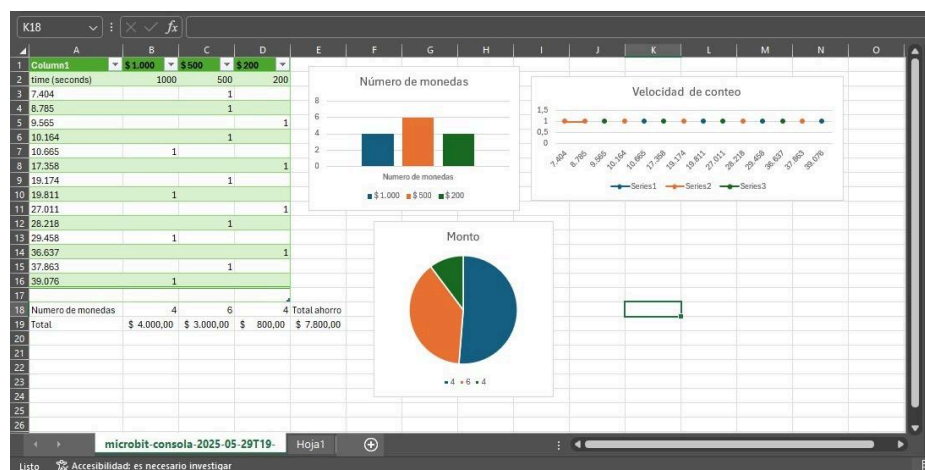 K18 fx
A B C D E F G H I J K L M N O
1 Column1 $ 1.000 $ 500 $ 200
2 time (seconds) 1000 500 200
3 7.404 1
4 8.785 1
5 9.565 1
6 10.164 1
7 10.665 1
8 17.358 1
9 19.174 1
10 19.811 1
11 27.011 1
12 28.218 1
13 29.458 1
14 36.637 1
15 37.863 1
16 39.076 1
17
18 Numero de monedas 4 6 4 Total ahorro
19 Total $ 4.000,00 $ 3.000,00 $ 800,00 $ 7.800,00
20
21
22
23
24
25
26
Número de monedas
8
6
4
2
0
Numero de monedas
$ 1.000 $ 500 $ 200
Velocidad de conteo
1,5
1
0,5
0
7.404 8.785 9.565 10.164 10.665 17.358 19.174 19.811 27.011 28.218 29.458 36.637 37.863 39.076
Series1 Series2 Series3
Monto
4 6 4
microbit-consola-2025-05-29T19- Hoja1
Listo Accesibilidad: es necesario investigar